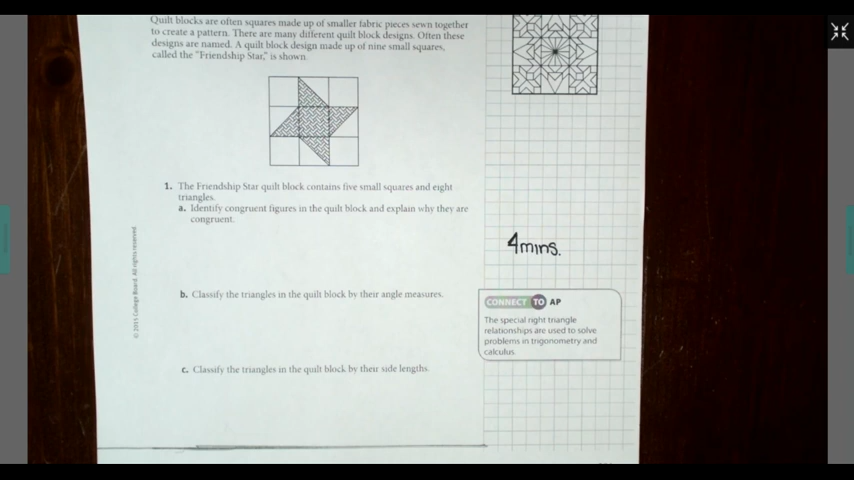 Quilt blocks are often squares made up of smaller fabric pieces sewn together
to create a pattern. There are many different quilt block designs. Often these
designs are named. A quilt block design made up of nine small squares,
called the "Friendship Star," is shown.
1. The Friendship Star quilt block contains five small squares and eight
triangles.
a. Identify congruent figures in the quilt block and explain why they are
congruent.
4mins.
b. Classify the triangles in the quilt block by their angle measures.
CONNECT TO AP
The special right triangle
relationships are used to solve
problems in trigonometry and
calculus.
c. Classify the triangles in the quilt block by their side lengths.
© 2015 College Board. All rights reserved.